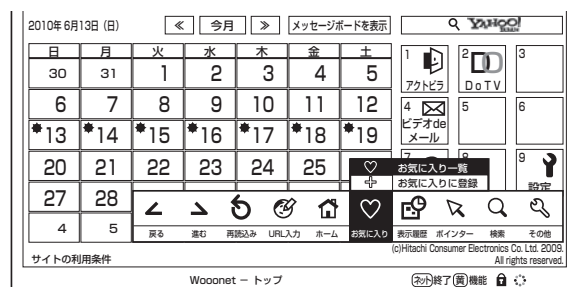 2010年 6月13日（日）
≪ 今月 ≫ メッセージボードを表示
YAHOO! JAPAN
日 月 火 水 木 金 土
30 31 1 2 3 4 5
6 7 8 9 10 11 12
13 14 15 16 17 18 19
20 21 22 23 24 25
27 28
4 5
1 アクトビラ
2 DoTV
3
4 ビデオdeメール
5
6
7
8
9 設定
お気に入り一覧
お気に入りに登録
戻る 進む 再読込み URL入力 ホーム お気に入り 表示履歴 ポインター 検索 その他
サイトの利用条件
(c)Hitachi Consumer Electronics Co. Ltd. 2009.
All rights reserved.
Wooonet － トップ
ネット終了 黄機能